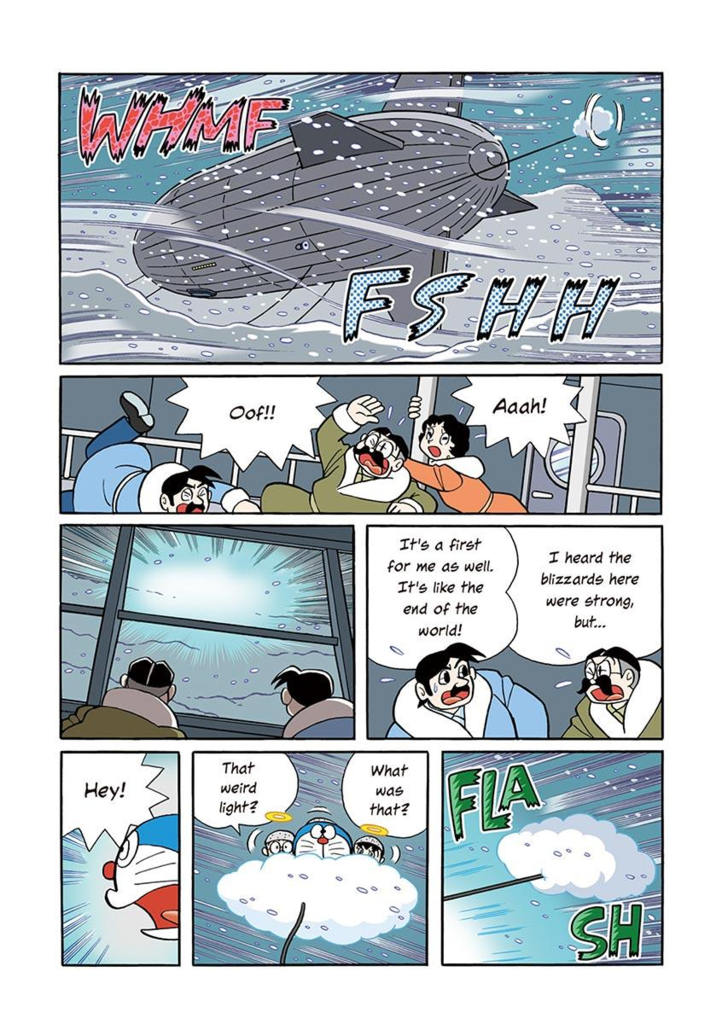 WHMF
FSHH
Aaah!
Oof!!
I heard the
blizzards here
were strong,
but...
It's a first
for me as well.
It's like the
end of the
world!
FLA
SH
What
was
that?
That
weird
light?
Hey!